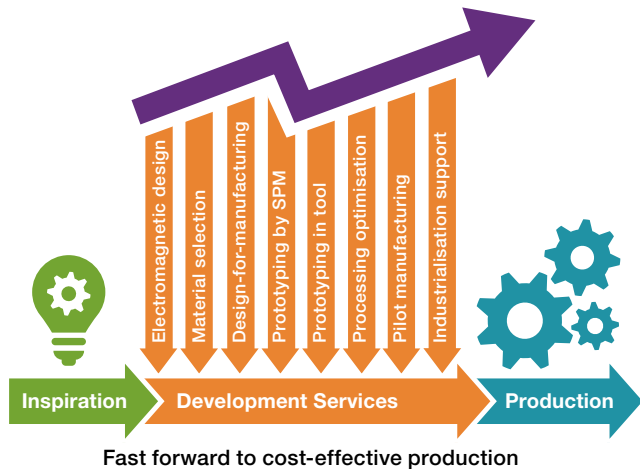 Electromagnetic design
Material selection
Design-for-manufacturing
Prototyping by SPM
Prototyping in tool
Processing optimisation
Pilot manufacturing
Industrialisation support
Inspiration
Development Services
Production
Fast forward to cost-effective production